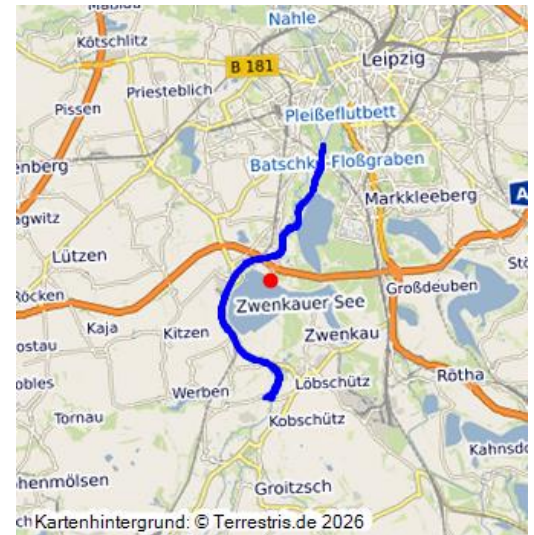 Nahle
Kötschlitz
Leipzig
B 181
Priesteblich
Pissen
Pleißeflutbett
Batschke-Floßgraben
Markkleeberg
A
Lützen
Großdeuben
Zwenkauer See
Kaja
Kitzen
Zwenkau
Rötha
Löbschütz
Werben
Tornau
Kobschütz
Groitzsch
Kartenhintergrund: © Terrestris.de 2026